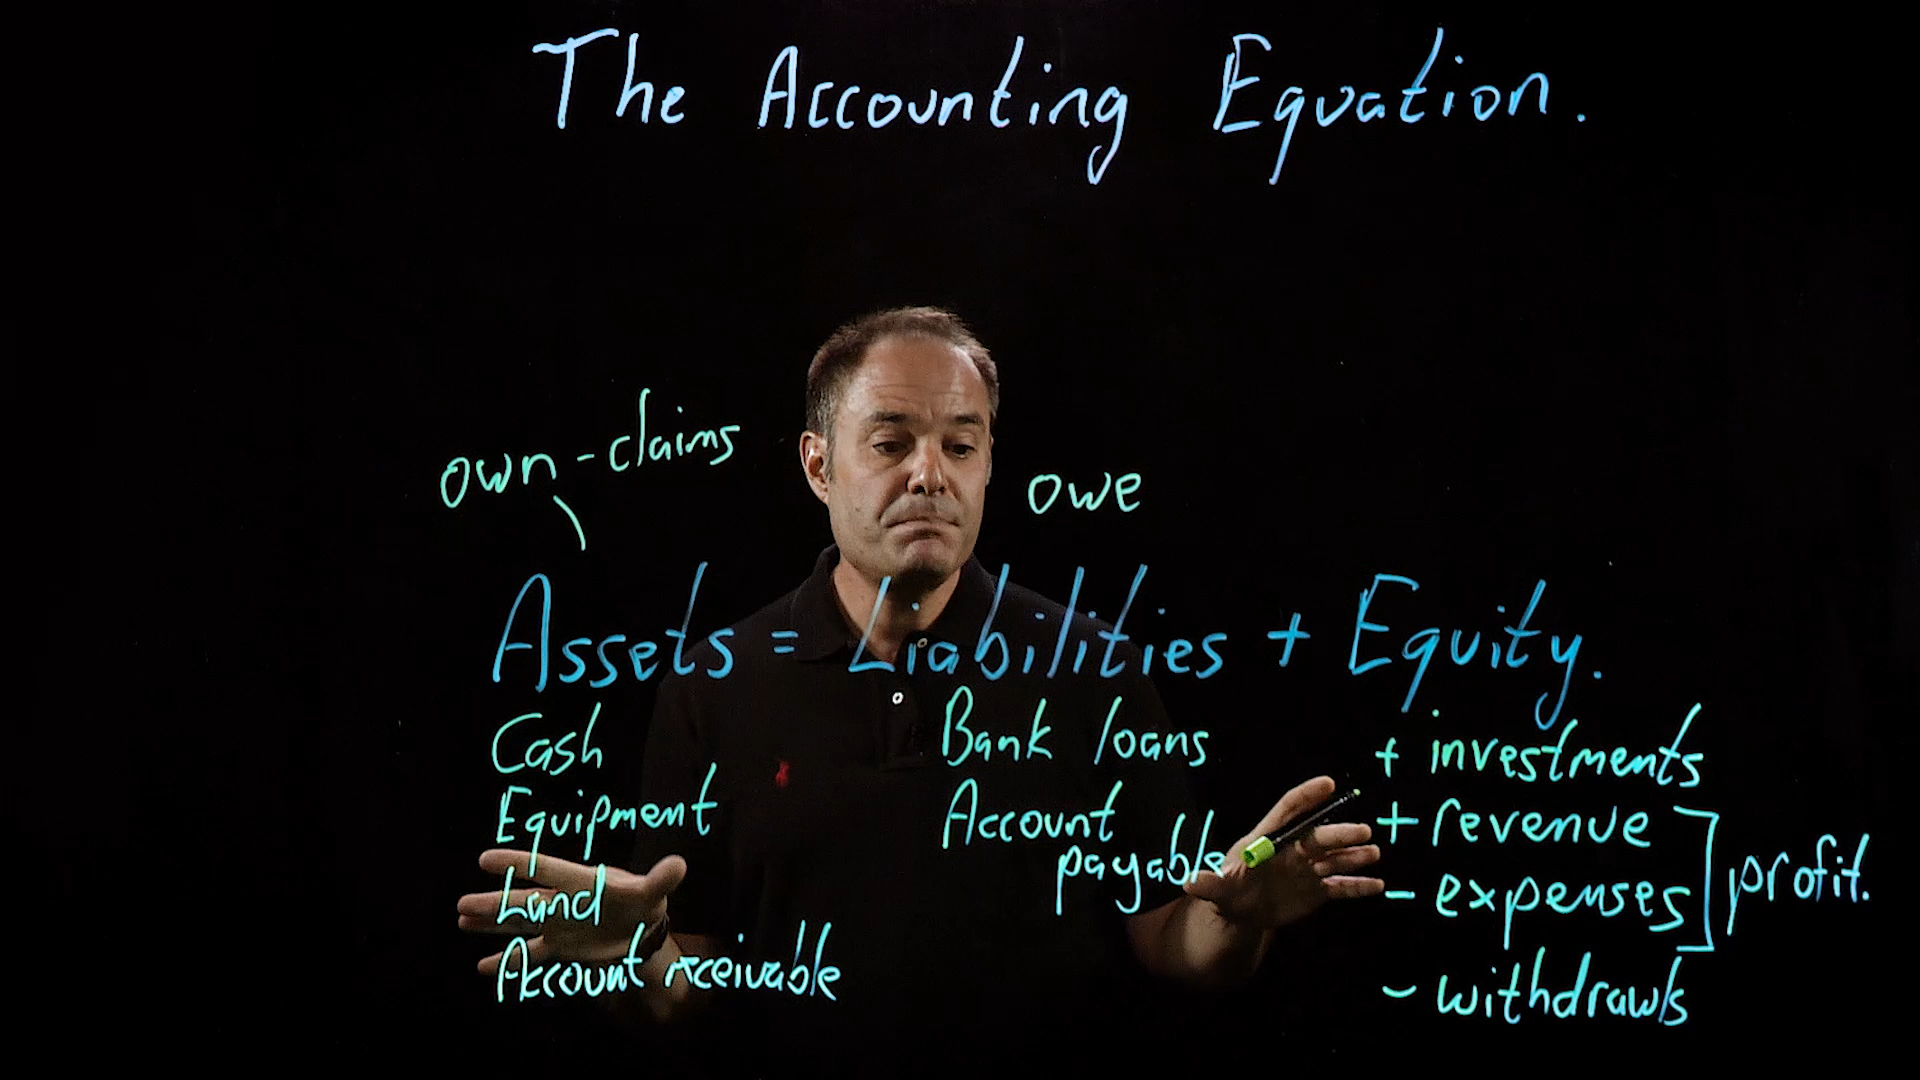 The Accounting Equation.
own - claims
owe
Assets = Liabilities + Equity.
Cash
Equipment
Land
Account receivable
Bank loans
Account
payable
+ investments
+ revenue
- expenses
profit.
- withdrawls